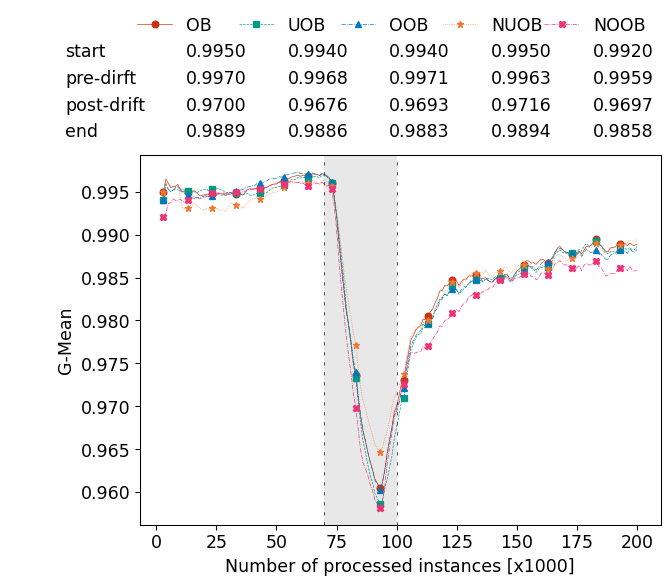 OB UOB OOB NUOB NOOB
start 0.9950 0.9940 0.9940 0.9950 0.9920
pre-dirft 0.9970 0.9968 0.9971 0.9963 0.9959
post-drift 0.9700 0.9676 0.9693 0.9716 0.9697
end 0.9889 0.9886 0.9883 0.9894 0.9858
0.995
0.990
0.985
0.980
0.975
0.970
0.965
0.960
G-Mean
0 25 50 75 100 125 150 175 200
Number of processed instances [x1000]